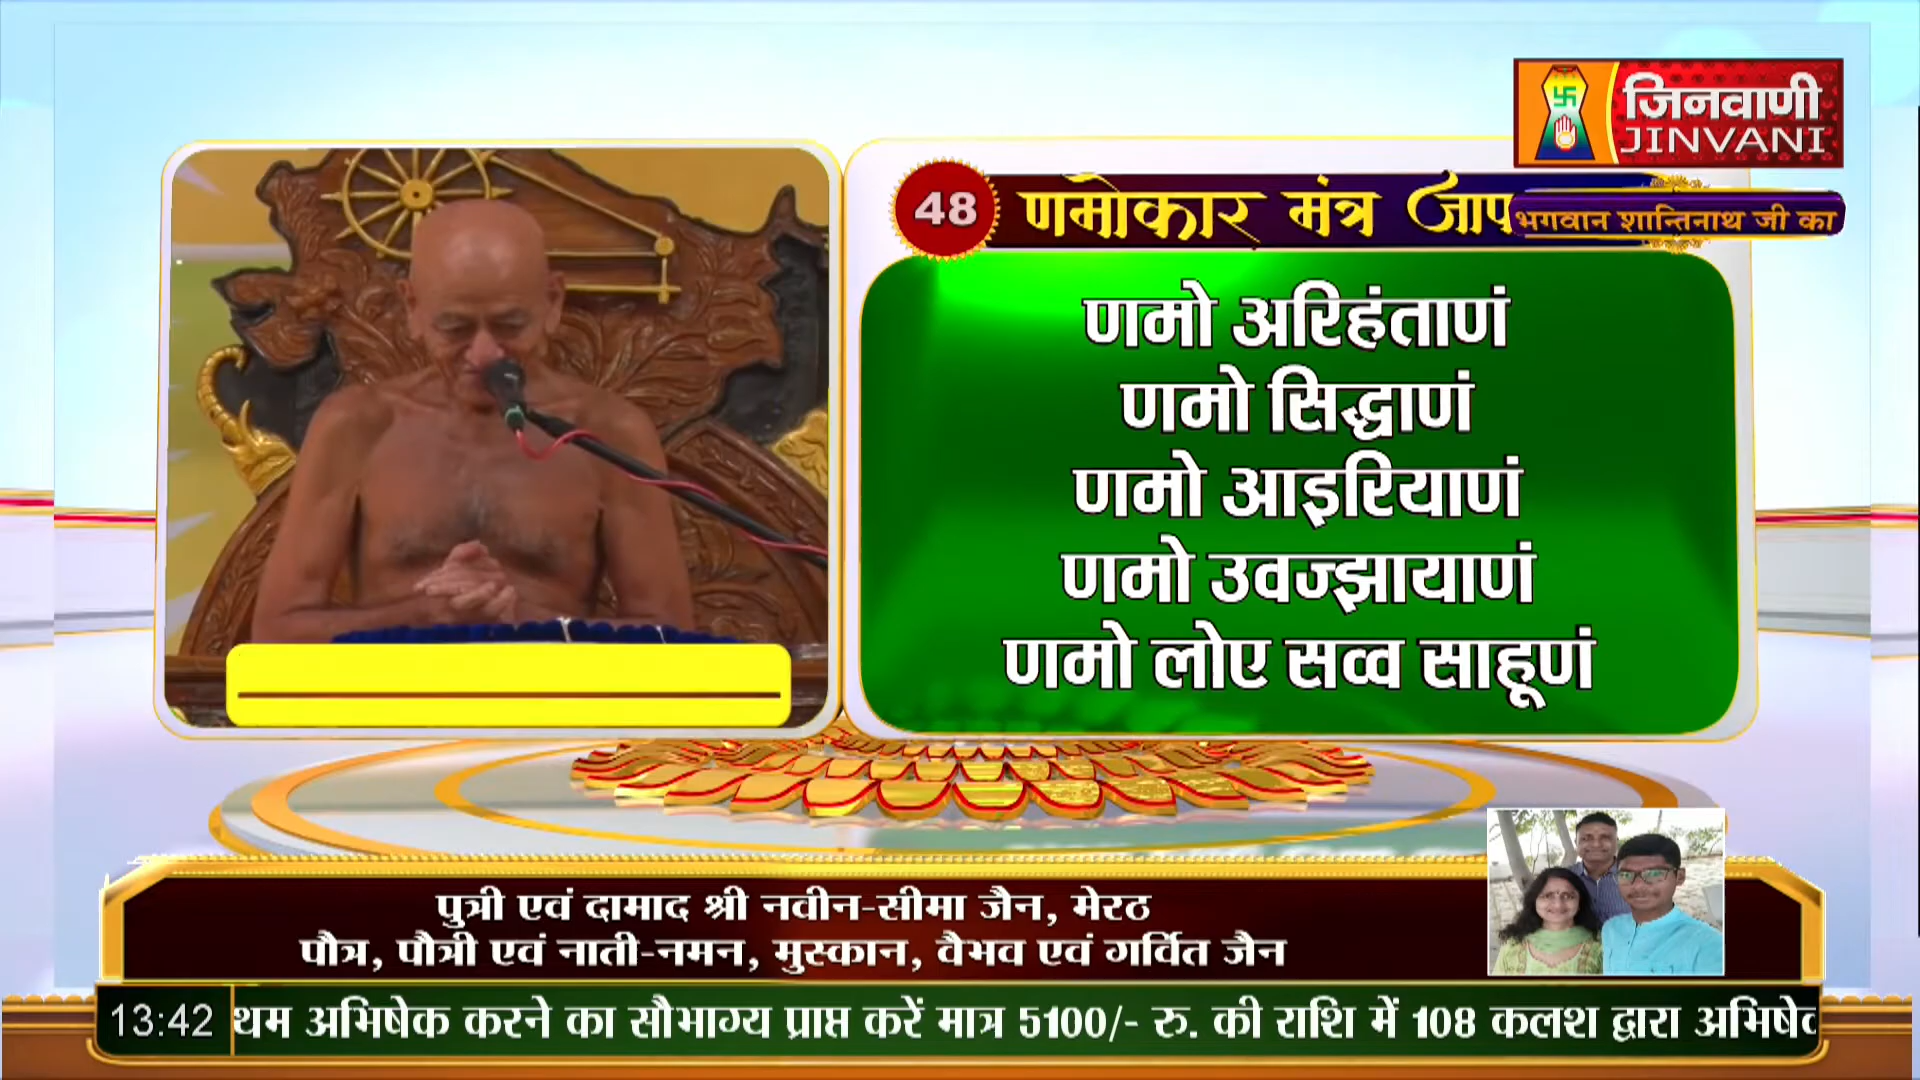 जिनवाणी
JINVANI
48 णमोकार मंत्र जाप
भगवान शान्तिनाथ जी का
णमो अरिहंताणं
णमो सिद्धाणं
णमो आइरियाणं
णमो उवज्झायाणं
णमो लोए सव्व साहूणं
पुत्री एवं दामाद श्री नवीन-सीमा जैन, मेरठ
पौत्र, पौत्री एवं नाती-नमन, मुस्कान, वैभव एवं गर्वित जैन
13:42 थम अभिषेक करने का सौभाग्य प्राप्त करें मात्र 5100/- रु. की राशि में 108 कलश द्वारा अभिषे